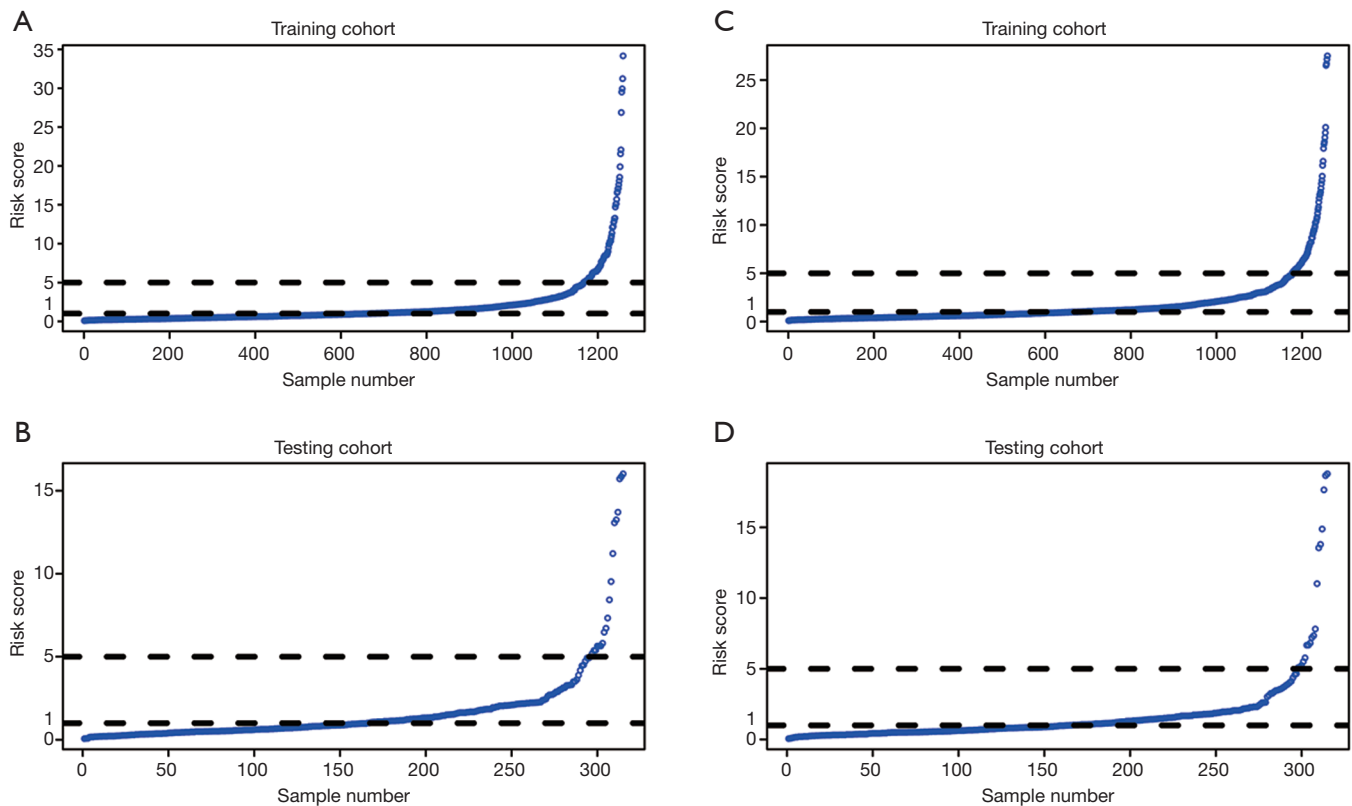 A
Training cohort
35
30
25
20
15
10
5
1
0
Risk score
0 200 400 600 800 1000 1200
Sample number
C
Training cohort
25
20
15
10
5
1
0
Risk score
0 200 400 600 800 1000 1200
Sample number
B
Testing cohort
15
10
5
1
0
Risk score
0 50 100 150 200 250 300
Sample number
D
Testing cohort
15
10
5
1
0
Risk score
0 50 100 150 200 250 300
Sample number